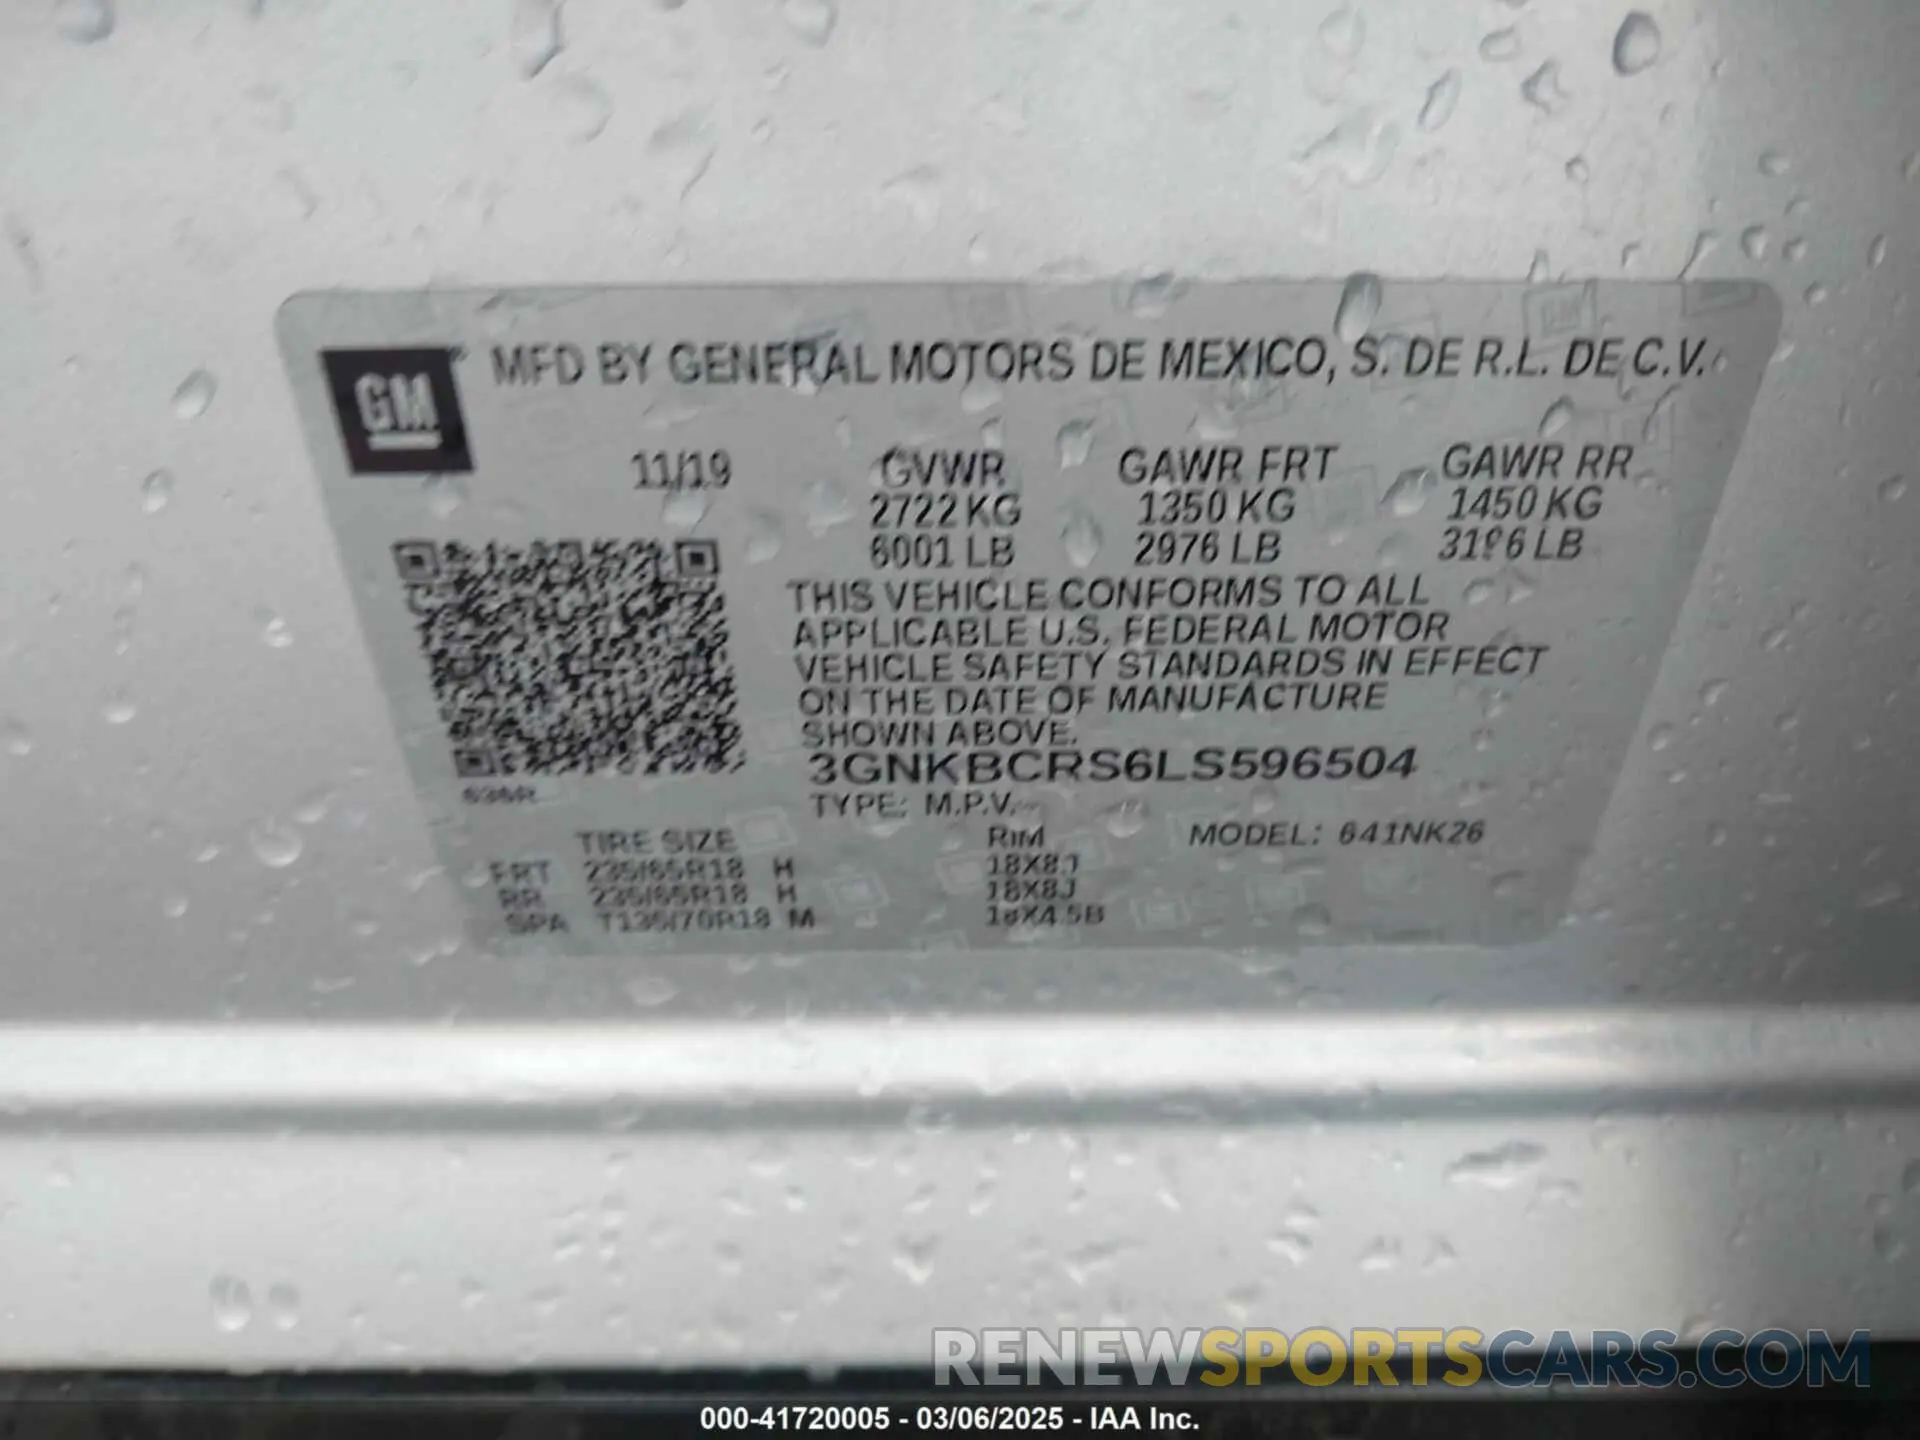 GM MFD BY GENERAL MOTORS DE MEXICO, S. DE R.L. DE C.V.
11/19 GVWR GAWR FRT GAWR RR
2722 KG 1350 KG 1450 KG
6001 LB 2976 LB 3196 LB
THIS VEHICLE CONFORMS TO ALL
APPLICABLE U.S. FEDERAL MOTOR
VEHICLE SAFETY STANDARDS IN EFFECT
ON THE DATE OF MANUFACTURE
SHOWN ABOVE.
3GNKBCRS6LS596504
636R TYPE: M.P.V.
TIRE SIZE RIM MODEL: 641NK26
FRT 235/65R18 H 18X8J
RR 235/65R18 H 18X8J
SPA T135/70R18 M 18X4.5B
RENEWSPORTSCARS.COM
000-41720005 - 03/06/2025 - IAA Inc.